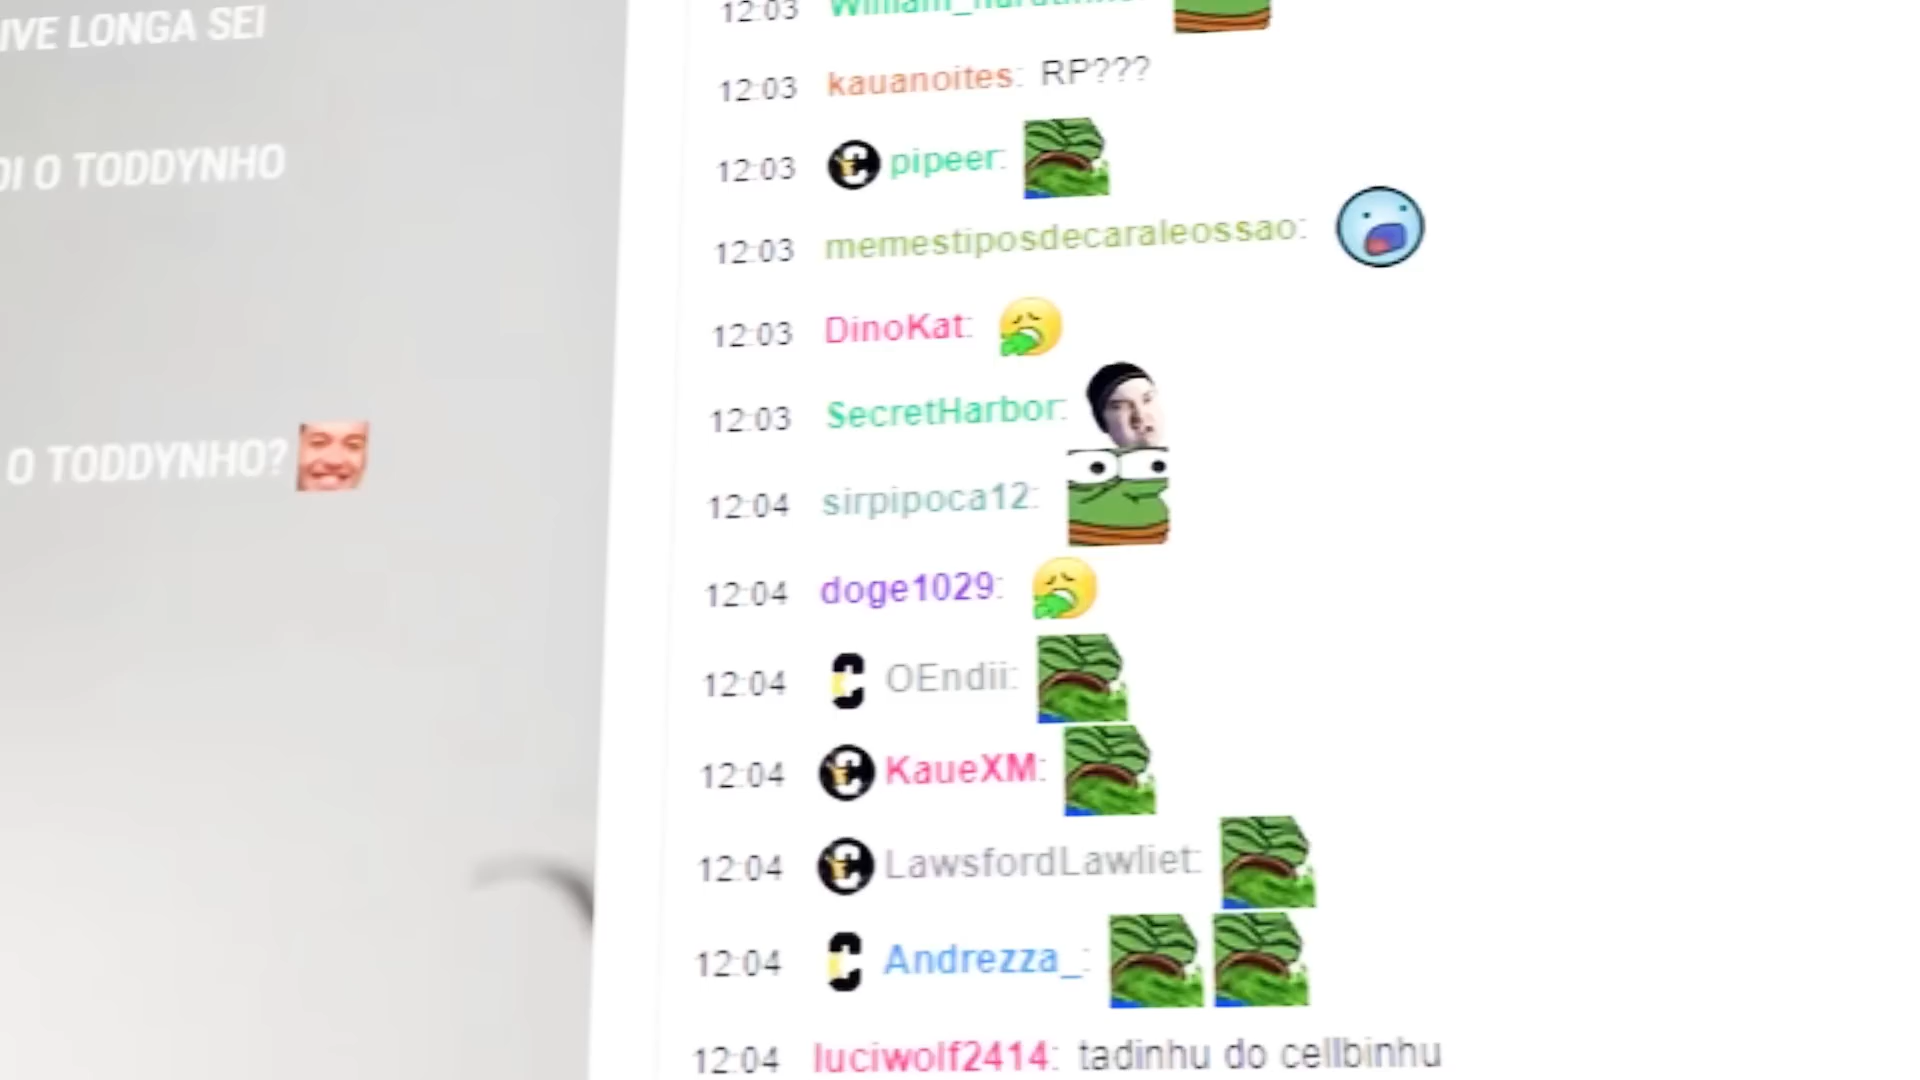 LONGA SEI
O TODDYNHO
O TODDYNHO?
12:03
12:03 kauanoites: RP???
12:03 pipeer:
12:03 memestiposdecaraleossao:
12:03 DinoKat:
12:03 SecretHarbor:
12:04 sirpipoca12:
12:04 doge1029:
12:04 OEndii:
12:04 KaueXM:
12:04 LawsfordLawliet:
12:04 Andrezza_:
12:04 luciwolf2414: tadinhu do cellbinhu